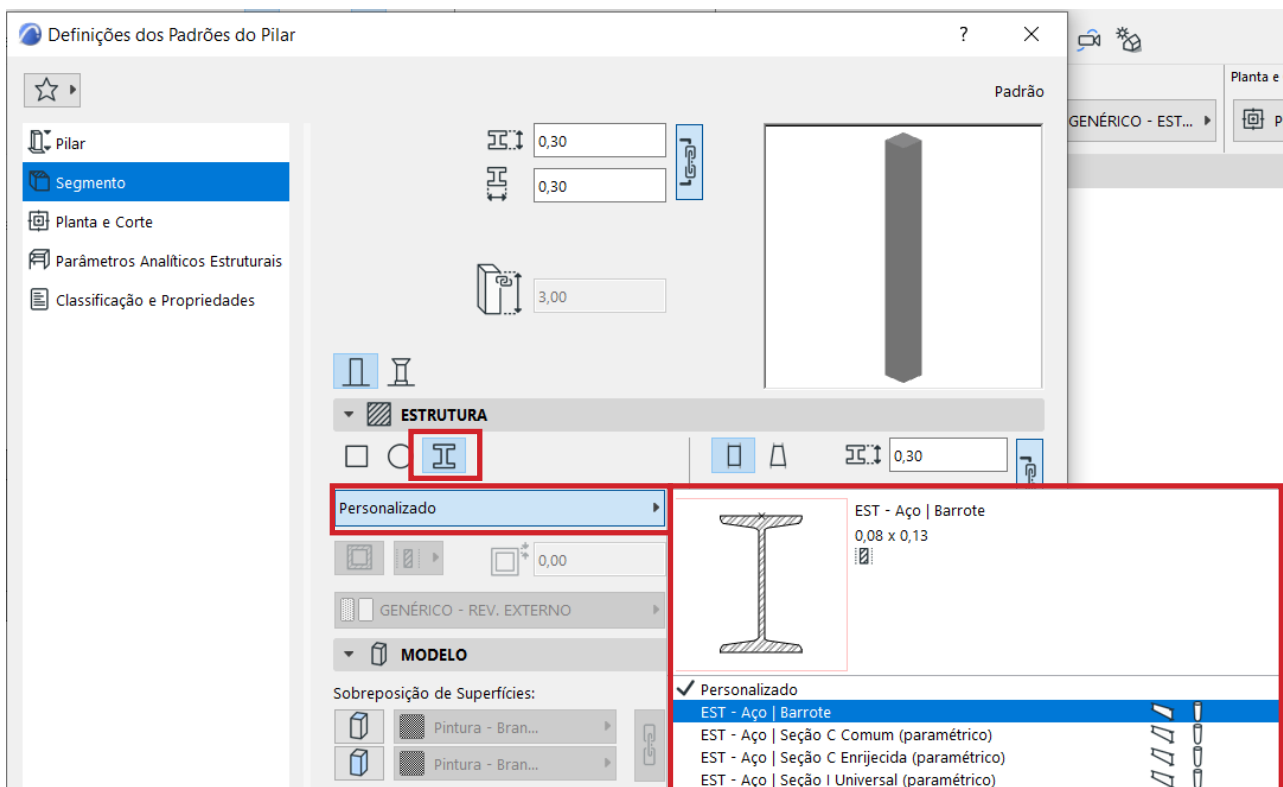 Definições dos Padrões do Pilar
?
Padrão
Planta e
GENÉRICO - EST...
P
Pilar
Segmento
Planta e Corte
Parâmetros Analíticos Estruturais
Classificação e Propriedades
0,30
0,30
3,00
ESTRUTURA
0,30
Personalizado
0,00
GENÉRICO - REV. EXTERNO
MODELO
Sobreposição de Superfícies:
Pintura - Bran...
Pintura - Bran...
EST - Aço | Barrote
0,08 x 0,13
Personalizado
EST - Aço | Barrote
EST - Aço | Seção C Comum (paramétrico)
EST - Aço | Seção C Enrijecida (paramétrico)
EST - Aço | Seção I Universal (paramétrico)